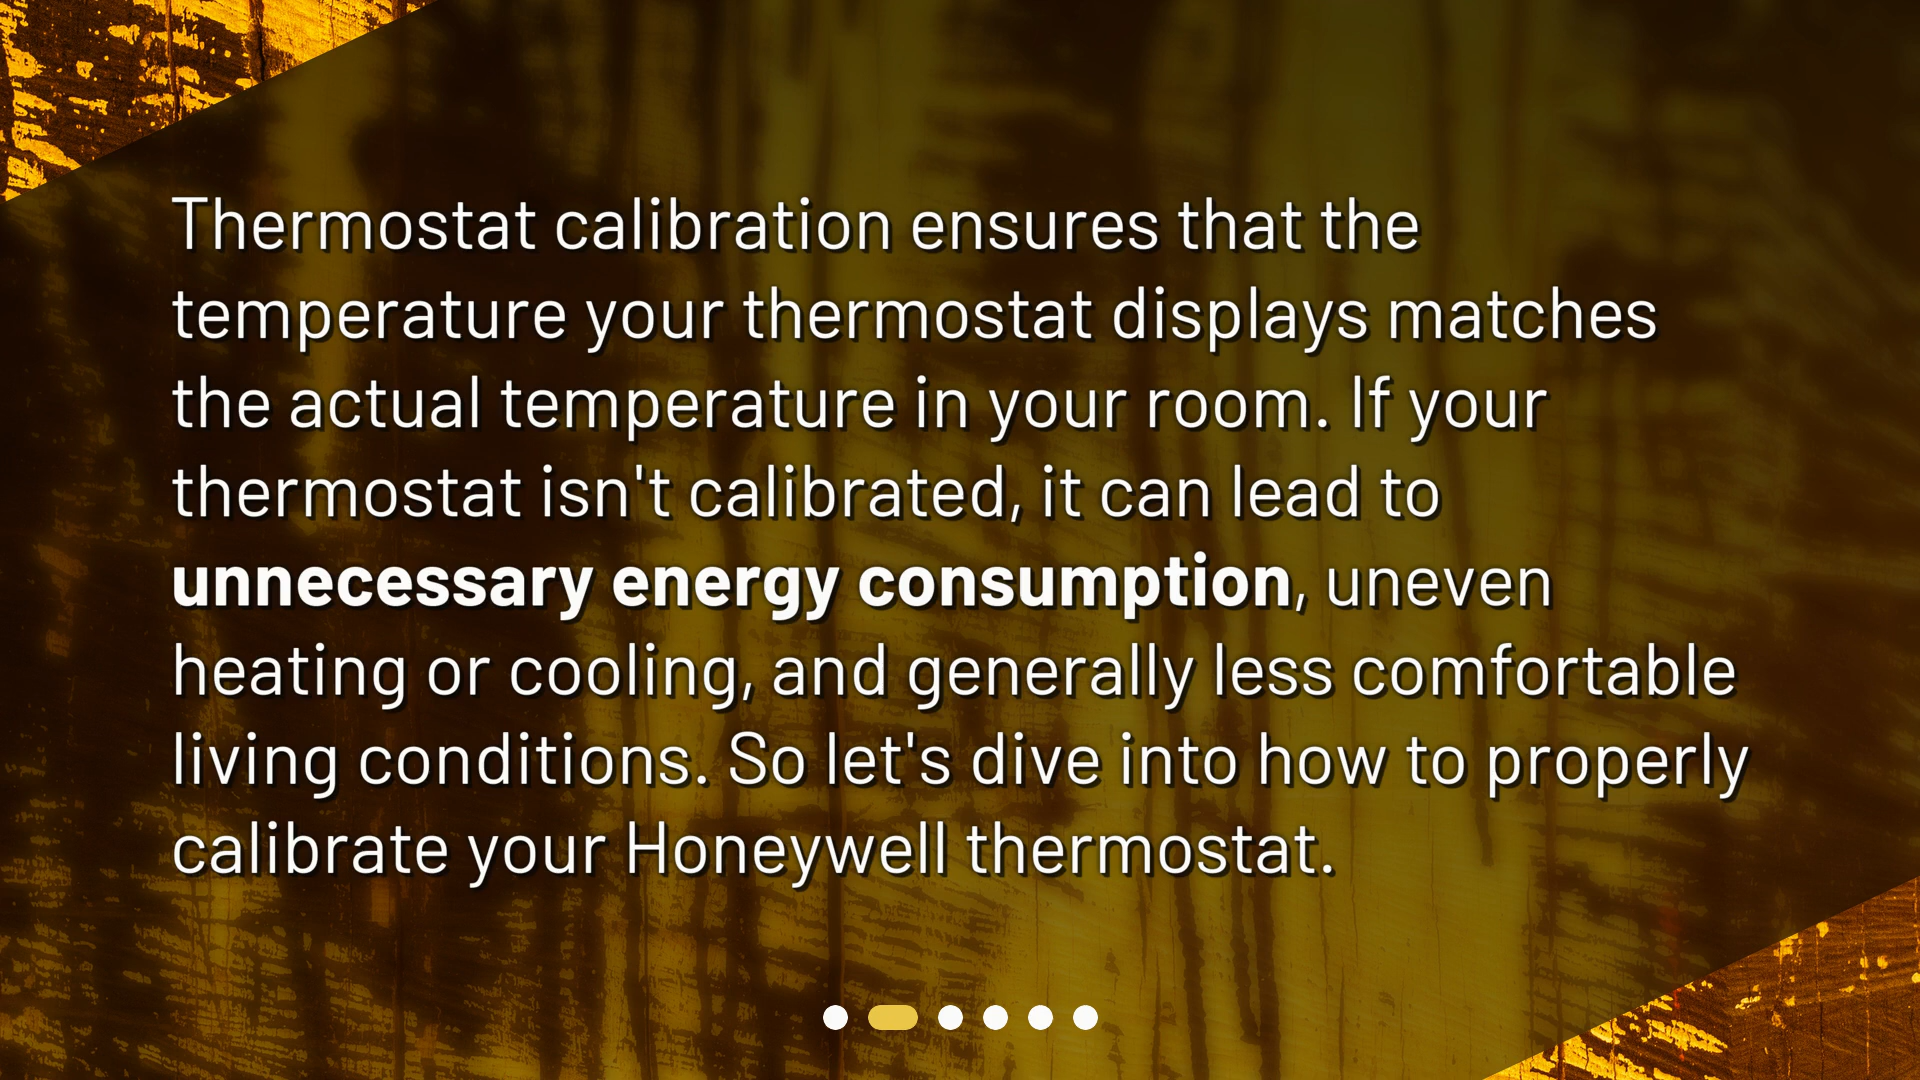 Thermostat calibration ensures that the
temperature your thermostat displays matches
the actual temperature in your room. If your
thermostat isn't calibrated, it can lead to
unnecessary energy consumption, uneven
heating or cooling, and generally less comfortable
living conditions. So let's dive into how to properly
calibrate your Honeywell thermostat.